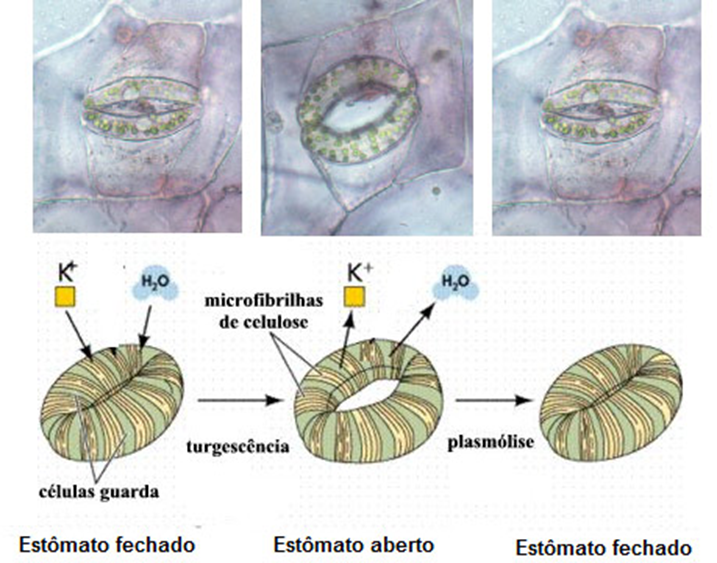 K+
H₂O
K+
H₂O
microfibrilhas
de celulose
turgescência
plasmólise
células guarda
Estômato fechado
Estômato aberto
Estômato fechado